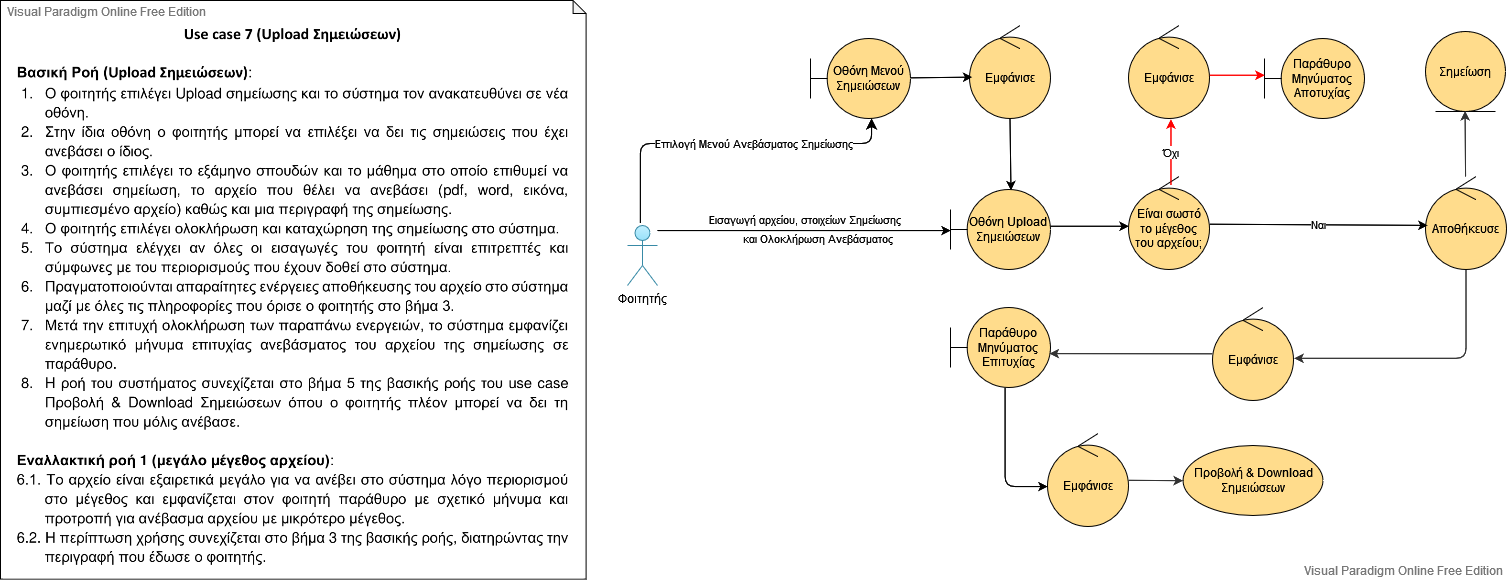 Visual Paradigm Online Free Edition
Use case 7 (Upload Σημειώσεων)
Βασική Ροή (Upload Σημειώσεων):
1. Ο φοιτητής επιλέγει Upload σημείωσης και το σύστημα τον ανακατευθύνει σε νέα
οθόνη.
2. Στην ίδια οθόνη ο φοιτητής μπορεί να επιλέξει να δει τις σημειώσεις που έχει
ανεβάσει ο ίδιος.
3. Ο φοιτητής επιλέγει το εξάμηνο σπουδών και το μάθημα στο οποίο επιθυμεί να
ανεβάσει σημείωση, το αρχείο που θέλει να ανεβάσει (pdf, word, εικόνα,
συμπιεσμένο αρχείο) καθώς και μια περιγραφή της σημείωσης.
4. Ο φοιτητής επιλέγει ολοκλήρωση και καταχώρηση της σημείωσης στο σύστημα.
5. Το σύστημα ελέγχει αν όλες οι εισαγωγές του φοιτητή είναι επιτρεπτές και
σύμφωνες με του περιορισμούς που έχουν δοθεί στο σύστημα.
6. Πραγματοποιούνται απαραίτητες ενέργειες αποθήκευσης του αρχείο στο σύστημα
μαζί με όλες τις πληροφορίες που όρισε ο φοιτητής στο βήμα 3.
7. Μετά την επιτυχή ολοκλήρωση των παραπάνω ενεργειών, το σύστημα εμφανίζει
ενημερωτικό μήνυμα επιτυχίας ανεβάσματος του αρχείου της σημείωσης σε
παράθυρο.
8. Η ροή του συστήματος συνεχίζεται στο βήμα 5 της βασικής ροής του use case
Προβολή & Download Σημειώσεων όπου ο φοιτητής πλέον μπορεί να δει τη
σημείωση που μόλις ανέβασε.
Εναλλακτική ροή 1 (μεγάλο μέγεθος αρχείου):
6.1. Το αρχείο είναι εξαιρετικά μεγάλο για να ανέβει στο σύστημα λόγο περιορισμού
στο μέγεθος και εμφανίζεται στον φοιτητή παράθυρο με σχετικό μήνυμα και
προτροπή για ανέβασμα αρχείου με μικρότερο μέγεθος.
6.2. Η περίπτωση χρήσης συνεχίζεται στο βήμα 3 της βασικής ροής, διατηρώντας την
περιγραφή που έδωσε ο φοιτητής.
Οθόνη Μενού
Σημειώσεων
Εμφάνισε
Εμφάνισε
Παράθυρο
Μηνύματος
Αποτυχίας
Σημείωση
Επιλογή Μενού Ανεβάσματος Σημείωσης
Όχι
Φοιτητής
Εισαγωγή αρχείου, στοιχείων Σημείωσης
και Ολοκλήρωση Ανεβάσματος
Οθόνη Upload
Σημειώσεων
Είναι σωστό
το μέγεθος
του αρχείου;
Ναι
Αποθήκευσε
Παράθυρο
Μηνύματος
Επιτυχίας
Εμφάνισε
Εμφάνισε
Προβολή & Download
Σημειώσεων
Visual Paradigm Online Free Edition